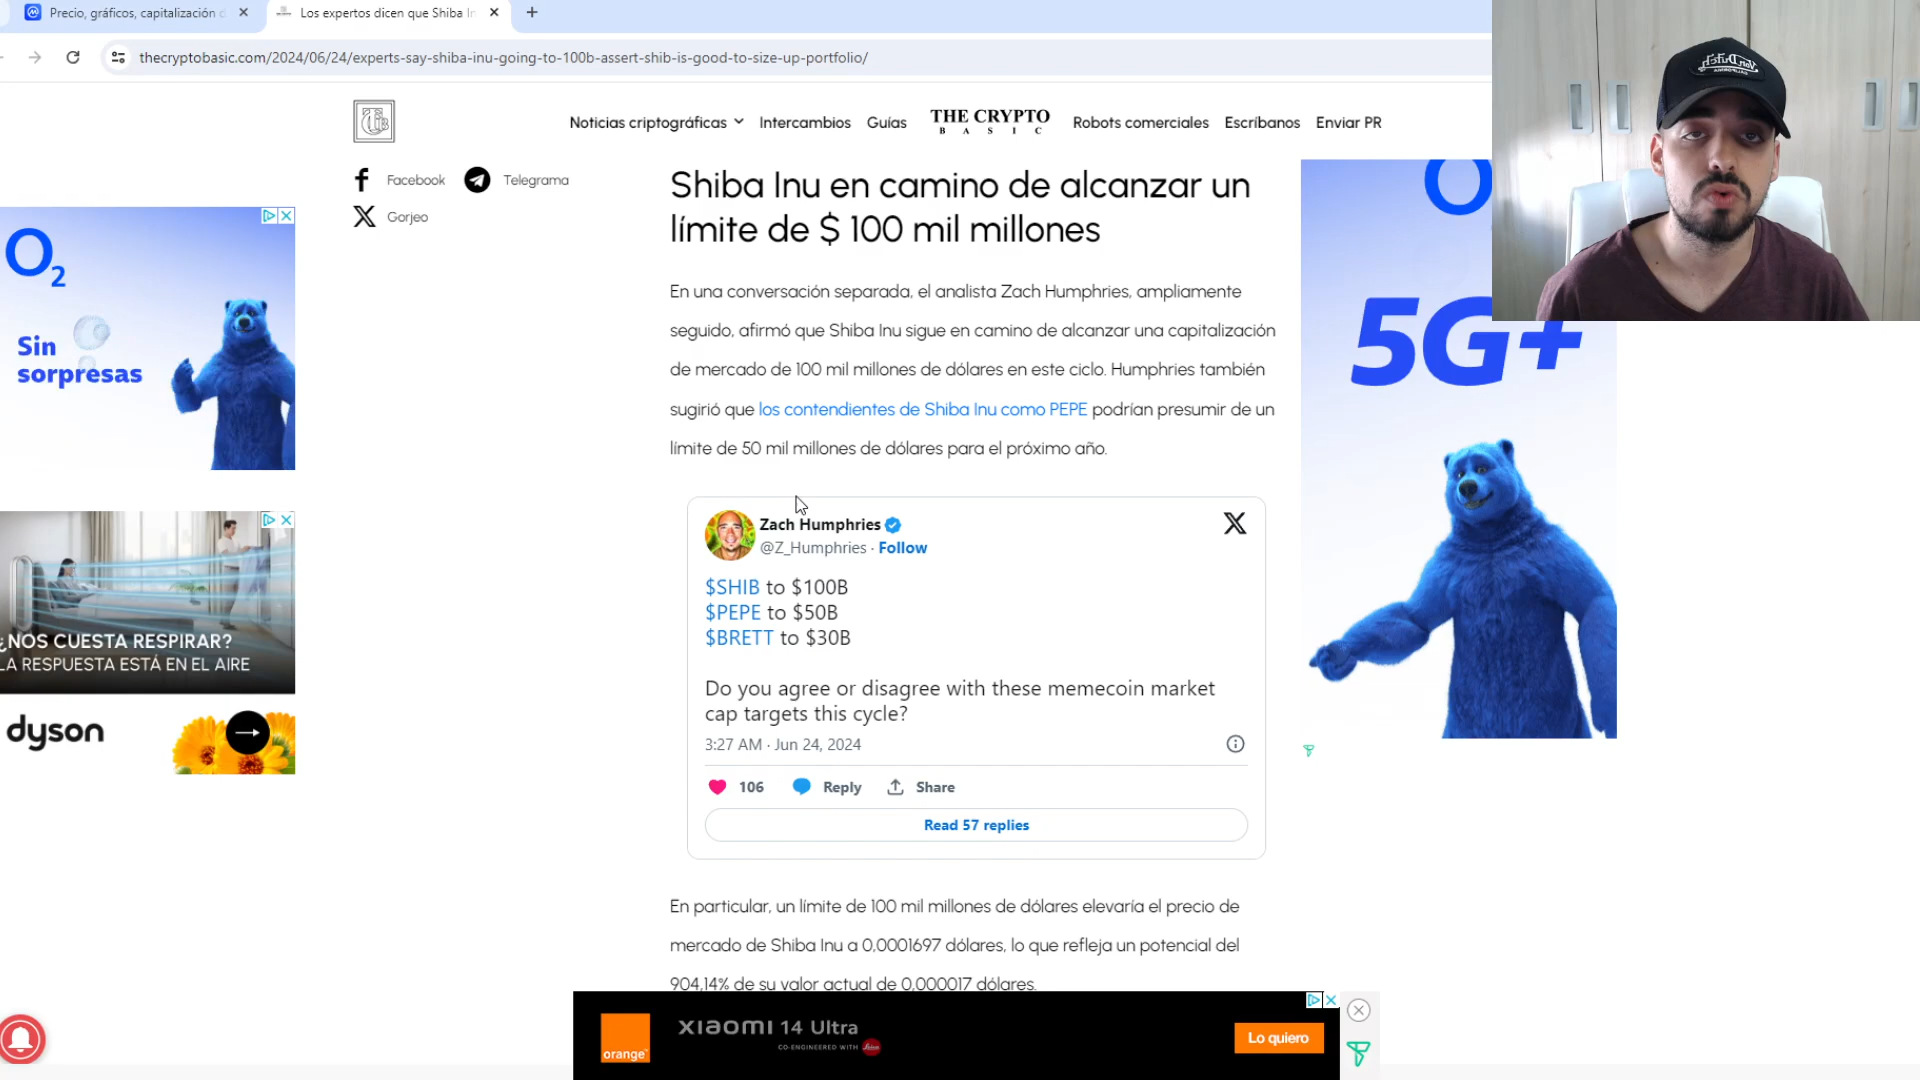 Precio, gráficos, capitalización d
Los expertos dicen que Shiba In
thecryptobasic.com/2024/06/24/experts-say-shiba-inu-going-to-100b-assert-shib-is-good-to-size-up-portfolio/
Noticias criptográficas
Intercambios
Guías
THE CRYPTO
BASIC
Robots comerciales
Escríbanos
Enviar PR
Facebook
Telegrama
Gorjeo
Shiba Inu en camino de alcanzar un
límite de $ 100 mil millones
En una conversación separada, el analista Zach Humphries, ampliamente
seguido, afirmó que Shiba Inu sigue en camino de alcanzar una capitalización
de mercado de 100 mil millones de dólares en este ciclo. Humphries también
sugirió que los contendientes de Shiba Inu como PEPE podrían presumir de un
límite de 50 mil millones de dólares para el próximo año.
Zach Humphries
@Z_Humphries · Follow
$SHIB to $100B
$PEPE to $50B
$BRETT to $30B
Do you agree or disagree with these memecoin market
cap targets this cycle?
3:27 AM · Jun 24, 2024
106
Reply
Share
Read 57 replies
En particular, un límite de 100 mil millones de dólares elevaría el precio de
mercado de Shiba Inu a 0,0001697 dólares, lo que refleja un potencial del
904,14% de su valor actual de 0,000017 dólares.
O2
Sin
sorpresas
¿NOS CUESTA RESPIRAR?
LA RESPUESTA ESTÁ EN EL AIRE
dyson
O
5G+
Von Dutch
orange
XIAOMI 14 Ultra
CO-ENGINEERED WITH Leica
Lo quiero